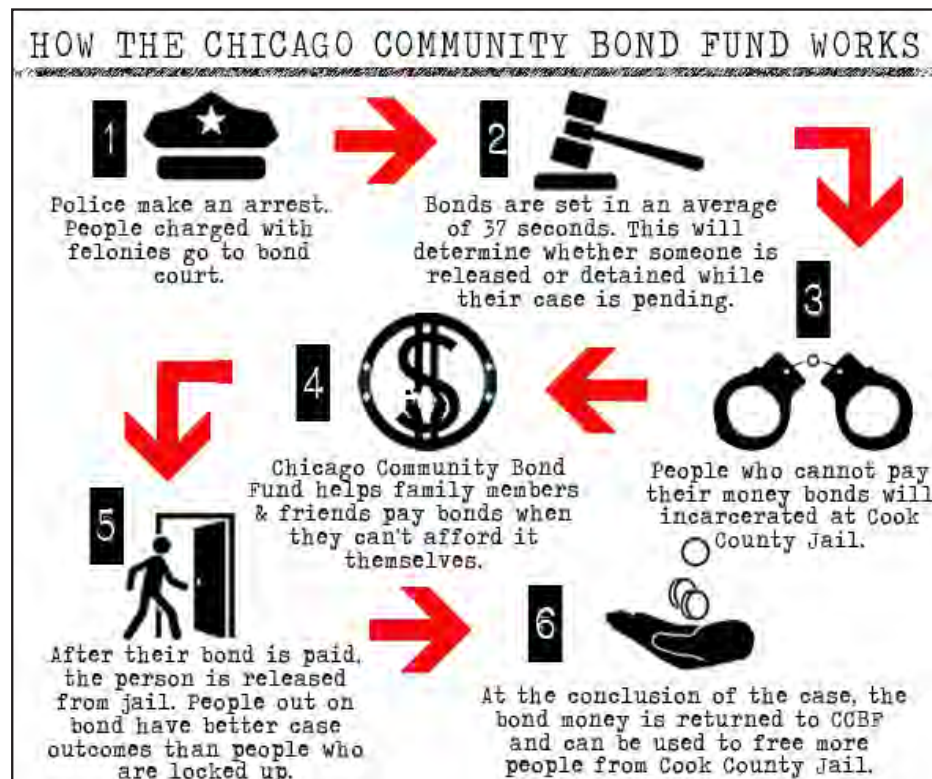 HOW THE CHICAGO COMMUNITY BOND FUND WORKS
1
Police make an arrest.
People charged with
felonies go to bond
court.
2
Bonds are set in an average
of 37 seconds. This will
determine whether someone is
released or detained while
their case is pending.
3
People who cannot pay
their money bonds will
incarcerated at Cook
County Jail.
4
Chicago Community Bond
Fund helps family members
& friends pay bonds when
they can't afford it
themselves.
5
After their bond is paid,
the person is released
from jail. People out on
bond have better case
outcomes than people who
are locked up.
6
At the conclusion of the case, the
bond money is returned to CCBF
and can be used to free more
people from Cook County Jail.